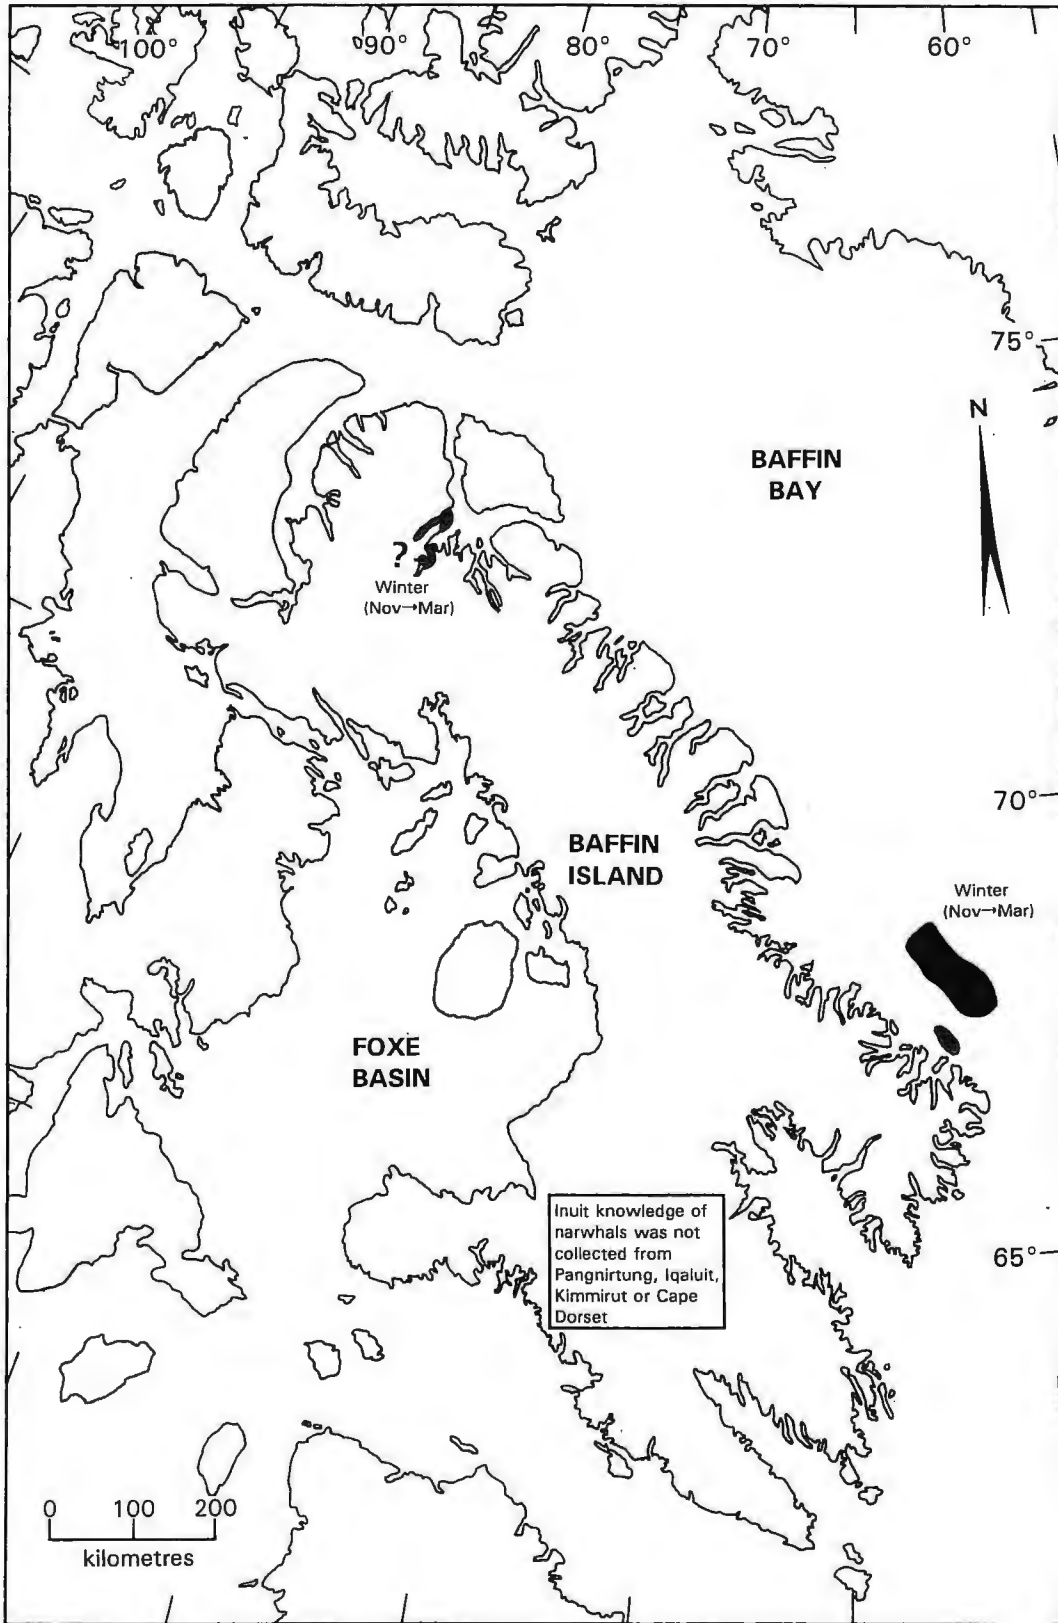 100° 90° 80° 70° 60°
75°
N
BAFFIN
BAY
?
Winter
(Nov→Mar)
70°
BAFFIN
ISLAND
Winter
(Nov→Mar)
FOXE
BASIN
Inuit knowledge of
narwhals was not
collected from
Pangnirtung, Iqaluit,
Kimmirut or Cape
Dorset
65°
0 100 200
kilometres